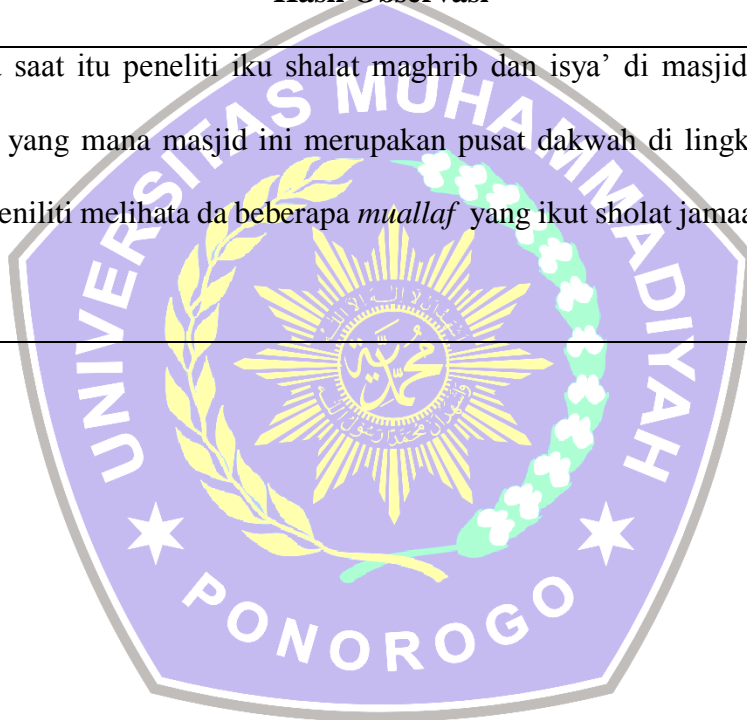 Hasil Observasi
saat itu peneliti iku shalat maghrib dan isya’ di masjid
yang mana masjid ini merupakan pusat dakwah di lingk
eniliti melihata da beberapa muallaf yang ikut sholat jamaa
UNIVERSITAS MUHAMMADIYAH
PONOROGO
محمدية